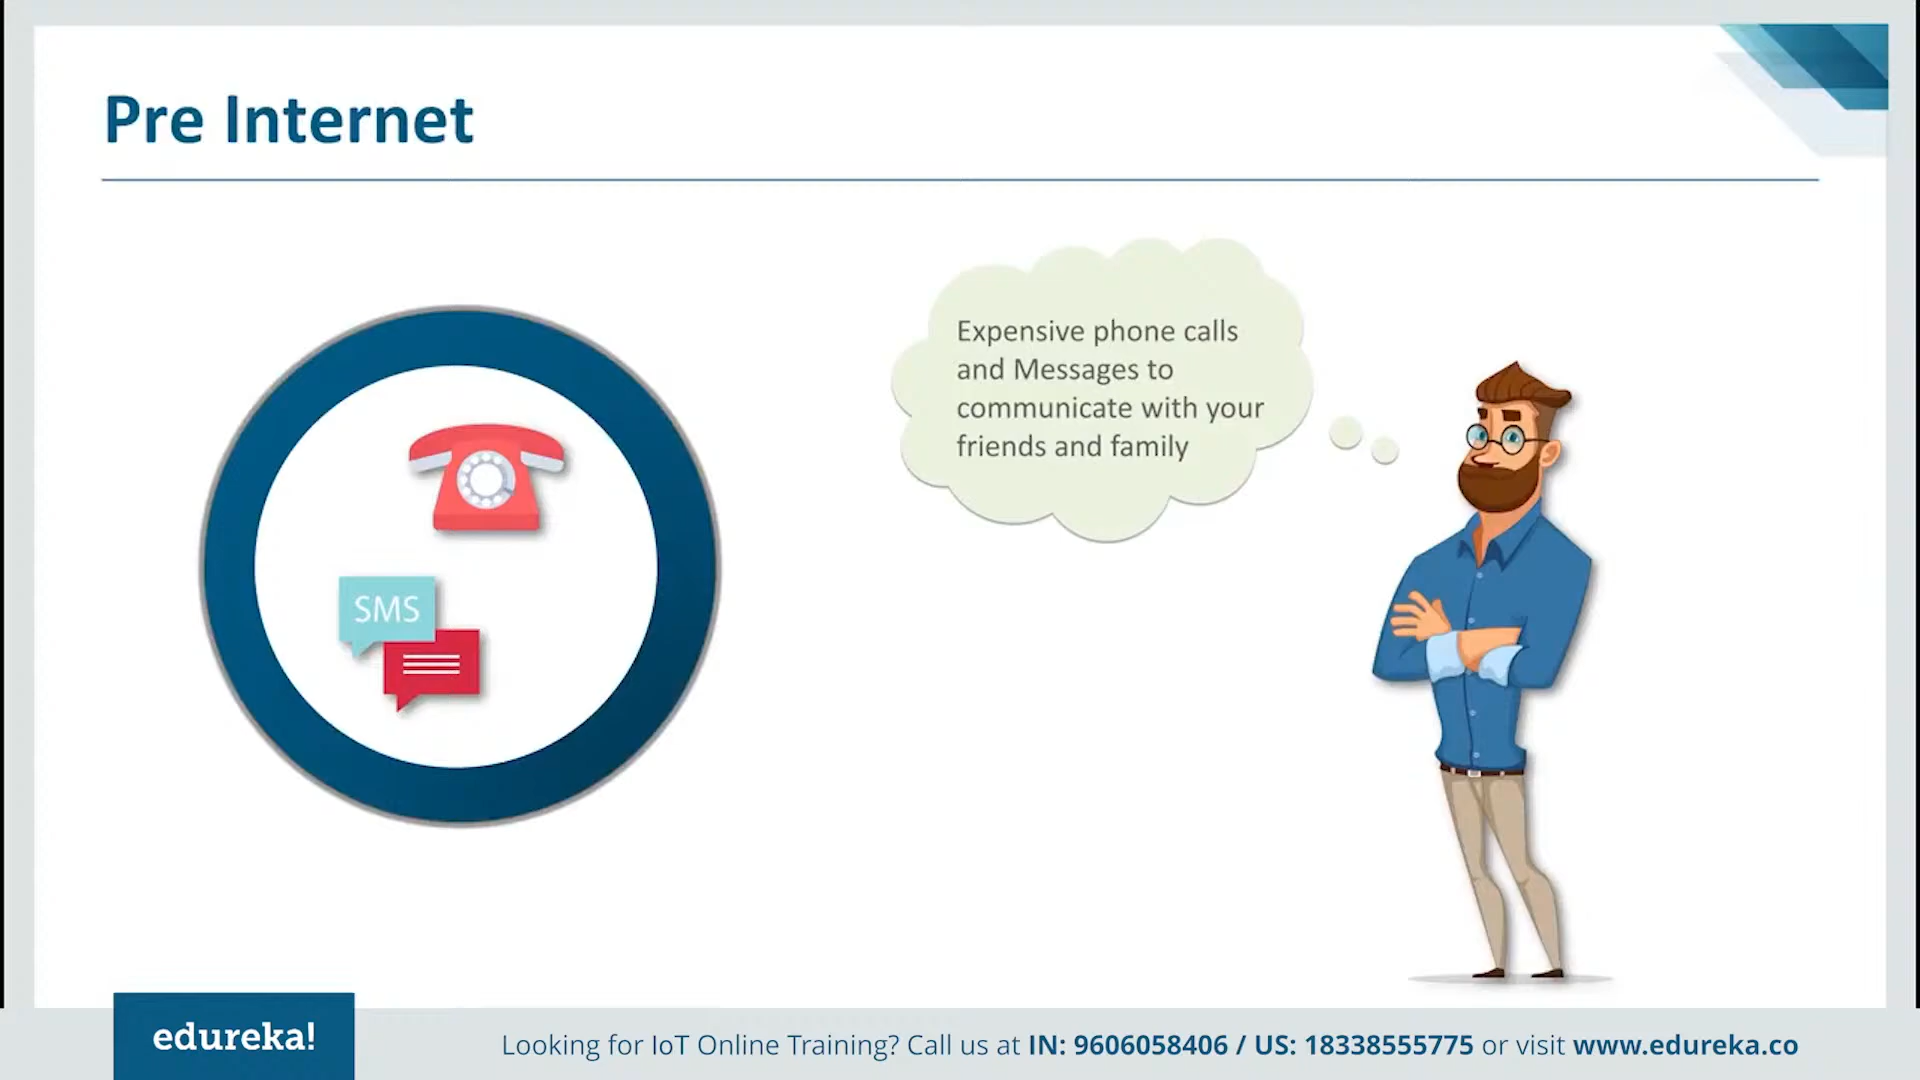 Pre Internet
Expensive phone calls
and Messages to
communicate with your
friends and family
SMS
edureka!
Looking for IoT Online Training? Call us at IN: 9606058406 / US: 18338555775 or visit www.edureka.co